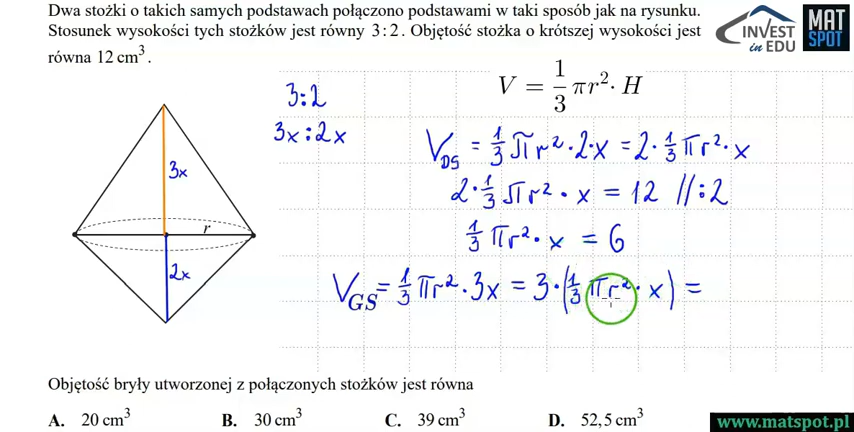 Dwa stożki o takich samych podstawach połączono podstawami w taki sposób jak na rysunku.
Stosunek wysokości tych stożków jest równy 3 : 2. Objętość stożka o krótszej wysokości jest
równa 12 cm³.
INVEST in EDU
MAT SPOT
V = 1/3 πr² · H
3:2
3x:2x
V_DS = 1/3 πr² · 2 · x = 2 · 1/3 πr² · x
2 · 1/3 πr² · x = 12 //:2
1/3 πr² · x = 6
V_GS = 1/3 πr² · 3x = 3 · (1/3 πr² · x) =
3x
r
2x
Objętość bryły utworzonej z połączonych stożków jest równa
A. 20 cm³ B. 30 cm³ C. 39 cm³ D. 52,5 cm³
www.matspot.pl